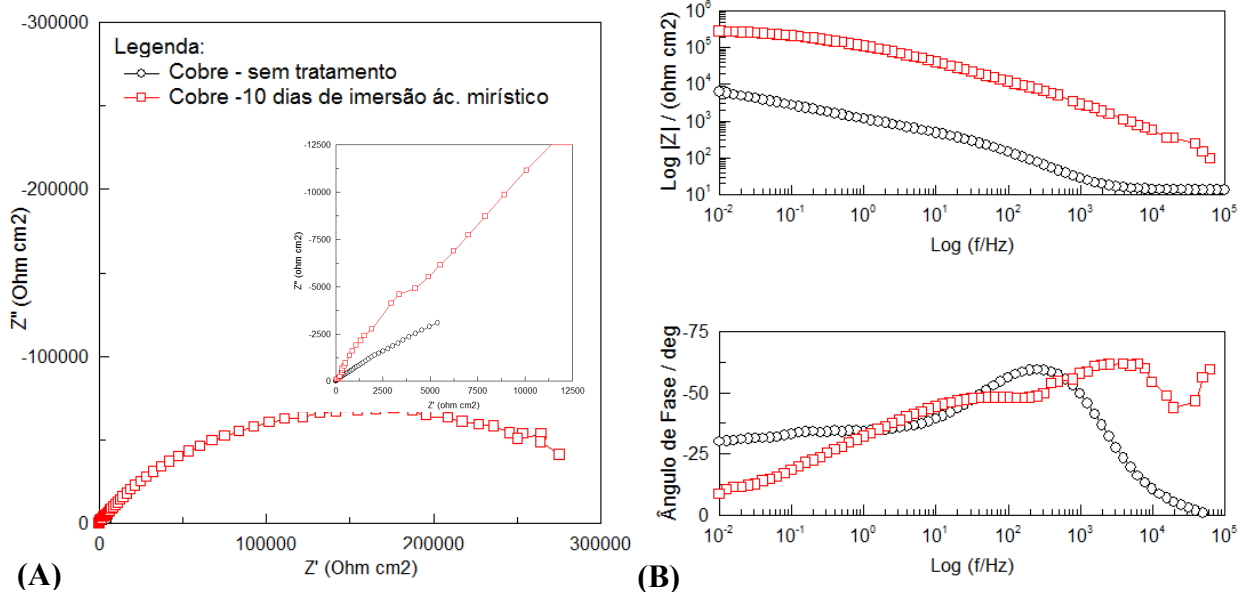 -300000
Legenda:
Cobre - sem tratamento
Cobre -10 dias de imersão ác. mirístico
-200000
-100000
0
Z" (Ohm cm2)
0 100000 200000 300000
Z' (Ohm cm2)
-12500
-10000
-7500
-5000
-2500
0
Z" (ohm cm2)
0 2500 5000 7500 10000 12500
Z' (ohm cm2)
(A)
10^6
10^5
10^4
10^3
10^2
10^1
Log |Z| / (ohm cm2)
10^-2 10^-1 10^0 10^1 10^2 10^3 10^4 10^5
Log (f/Hz)
-75
-50
-25
0
Ângulo de Fase / deg
10^-2 10^-1 10^0 10^1 10^2 10^3 10^4 10^5
Log (f/Hz)
(B)